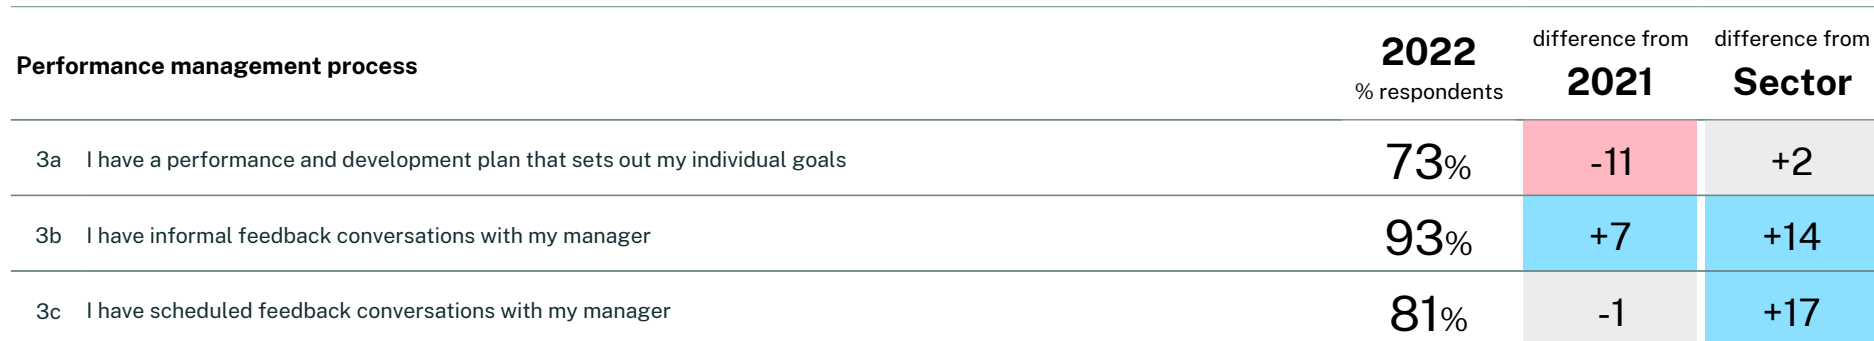 Performance management process 2022 % respondents difference from 2021 difference from Sector
3a I have a performance and development plan that sets out my individual goals 73% -11 +2
3b I have informal feedback conversations with my manager 93% +7 +14
3c I have scheduled feedback conversations with my manager 81% -1 +17